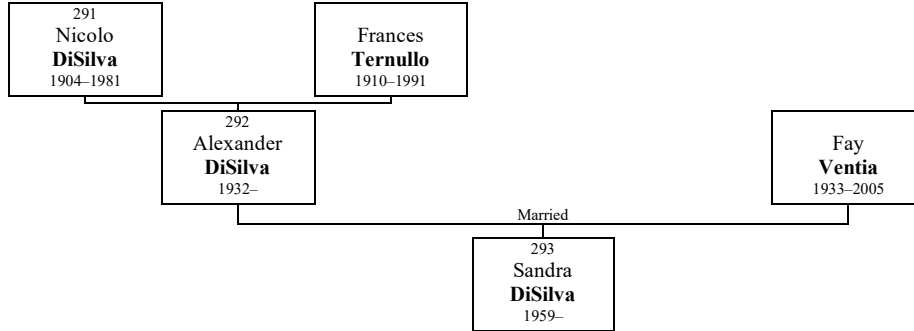 291
Nicolo
DiSilva
1904–1981
Frances
Ternullo
1910–1991
292
Alexander
DiSilva
1932–
Fay
Ventia
1933–2005
Married
293
Sandra
DiSilva
1959–